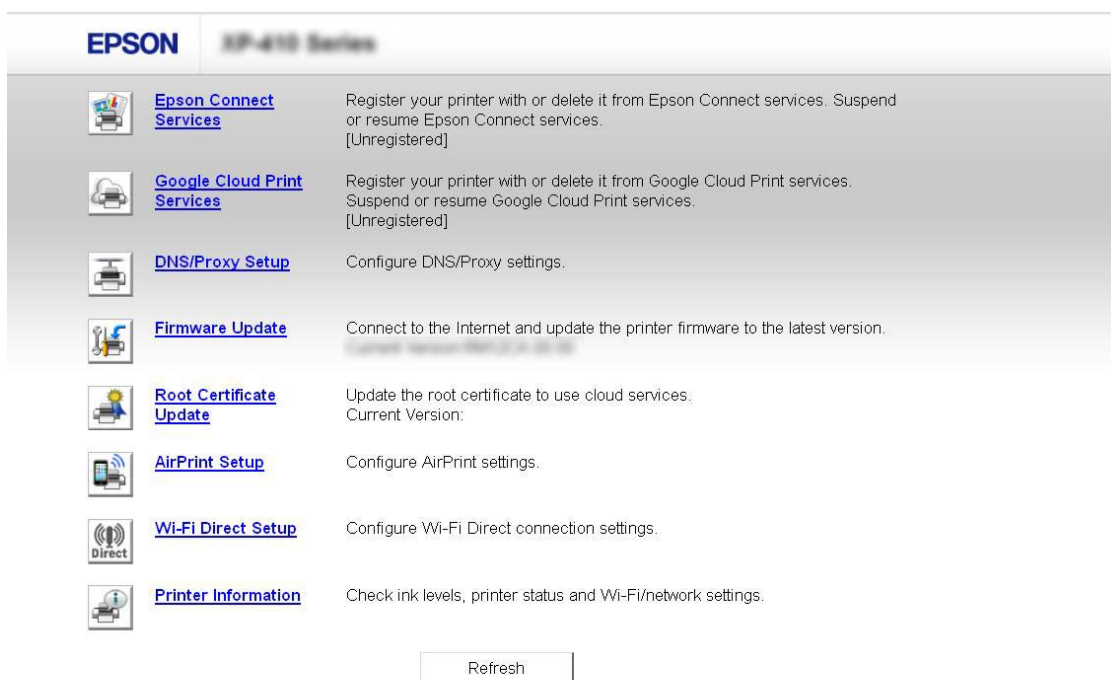 EPSON
XP-410 Series
Epson Connect
Services
Register your printer with or delete it from Epson Connect services. Suspend
or resume Epson Connect services.
[Unregistered]
Google Cloud Print
Services
Register your printer with or delete it from Google Cloud Print services.
Suspend or resume Google Cloud Print services.
[Unregistered]
DNS/Proxy Setup
Configure DNS/Proxy settings.
Firmware Update
Connect to the Internet and update the printer firmware to the latest version.
Current Version
Root Certificate
Update
Update the root certificate to use cloud services.
Current Version:
AirPrint Setup
Configure AirPrint settings.
Direct
Wi-Fi Direct Setup
Configure Wi-Fi Direct connection settings.
Printer Information
Check ink levels, printer status and Wi-Fi/network settings.
Refresh